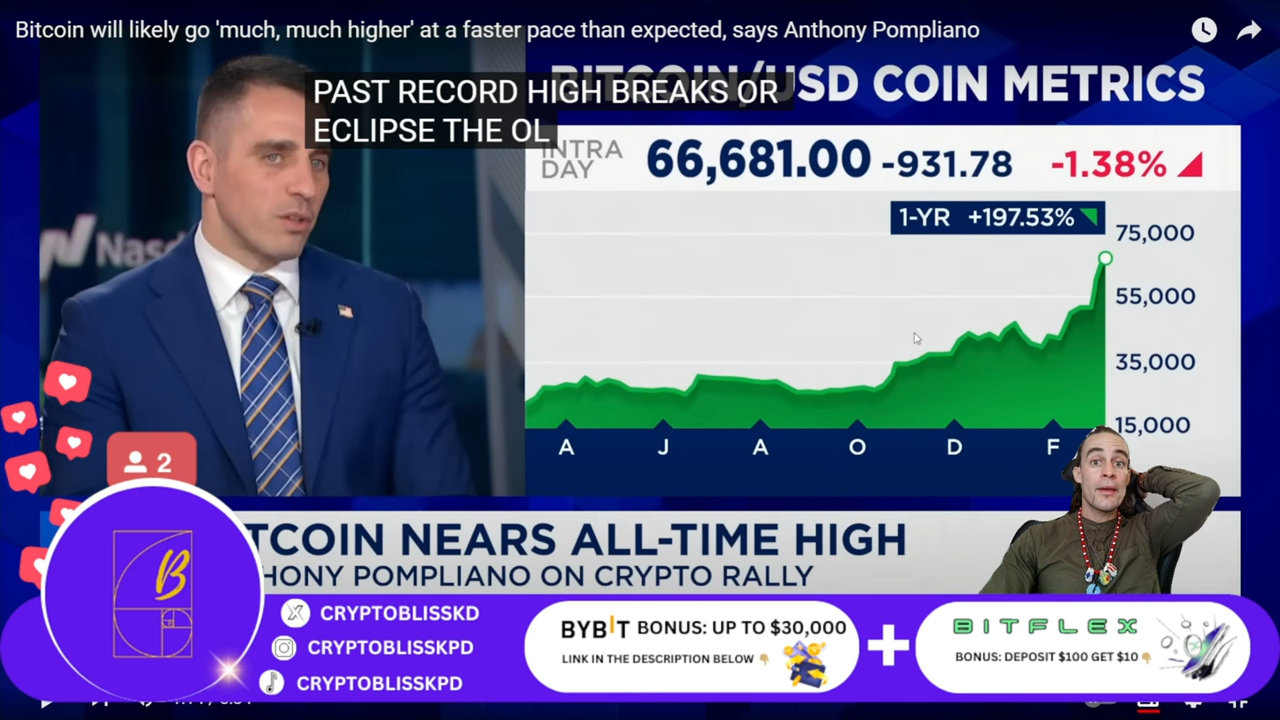 Bitcoin will likely go 'much, much higher' at a faster pace than expected, says Anthony Pompliano
USD COIN METRICS
PAST RECORD HIGH BREAKS OR
ECLIPSE THE OL
INTRA
DAY
66,681.00 -931.78 -1.38%
1-YR +197.53%
75,000
55,000
35,000
15,000
A J A O D F
Nasd
2
TCOIN NEARS ALL-TIME HIGH
HONY POMPLIANO ON CRYPTO RALLY
B
X CRYPTOBLISSKD
CRYPTOBLISSKPD
CRYPTOBLISSKPD
BYBIT BONUS: UP TO $30,000
LINK IN THE DESCRIPTION BELOW
+
BITFLEX
BONUS: DEPOSIT $100 GET $10